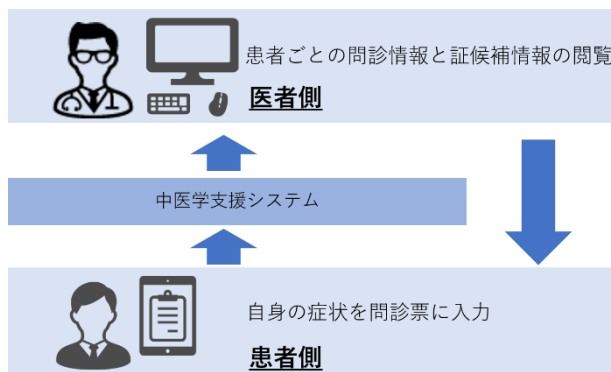 患者ごとの問診情報と証候補情報の閲覧
医者側
中医学支援システム
自身の症状を問診票に入力
患者側